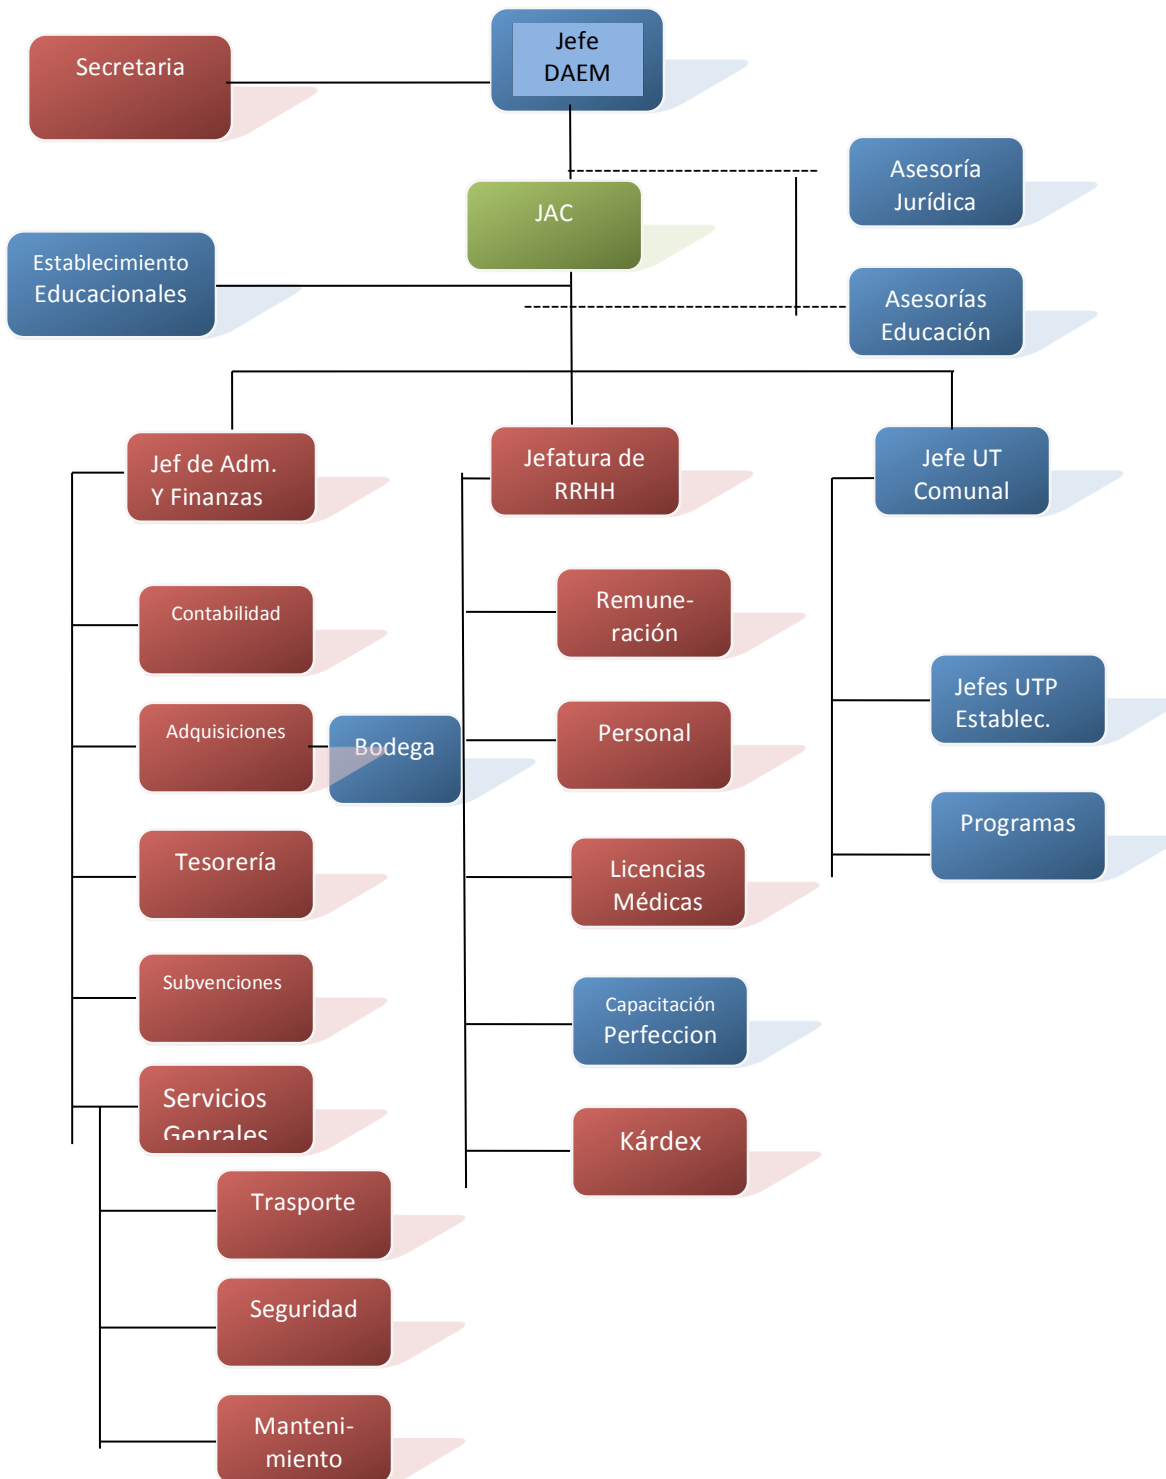 Jefe
DAEM
Secretaria
Asesoría
Jurídica
JAC
Establecimiento
Educacionales
Asesorías
Educación
Jef de Adm.
Y Finanzas
Jefatura de
RRHH
Jefe UT
Comunal
Contabilidad
Adquisiciones
Bodega
Tesorería
Subvenciones
Servicios
Genrales
Trasporte
Seguridad
Manteni-
miento
Remune-
ración
Personal
Licencias
Médicas
Capacitación
Perfeccion
Kárdex
Jefes UTP
Establec.
Programas